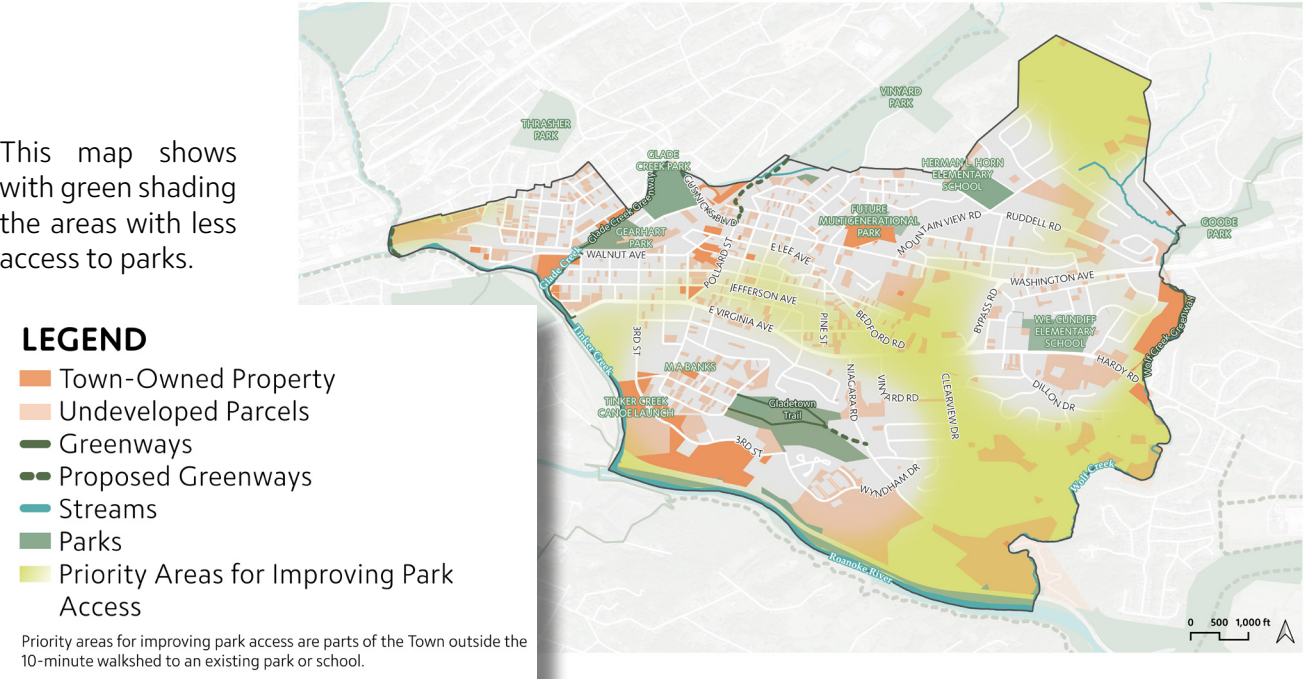 This map shows
with green shading
the areas with less
access to parks.
LEGEND
Town-Owned Property
Undeveloped Parcels
Greenways
Proposed Greenways
Streams
Parks
Priority Areas for Improving Park
Access
Priority areas for improving park access are parts of the Town outside the
10-minute walkshed to an existing park or school.
VINYARD
PARK
THRASHER
PARK
GLADE
CREEK PARK
HERMAN L. HORN
ELEMENTARY
SCHOOL
GOODE
PARK
Glade Creek Greenway
GUS NICKS BLVD
GEARHART
PARK
FUTURE
MULTIGENERATIONAL
PARK
MOUNTAIN VIEW RD
RUDDELL RD
WALNUT AVE
Glade Creek
POLLARD ST
E LEE AVE
WASHINGTON AVE
JEFFERSON AVE
E VIRGINIA AVE
PINE ST
BEDFORD RD
BYPASS RD
W.E. CUNDIFF
ELEMENTARY
SCHOOL
Wolf Creek Greenway
HARDY RD
Tinker Creek
3RD ST
M A BANKS
NIAGARA RD
VINYARD RD
CLEARVIEW DR
DILLON DR
TINKER CREEK
CANOE LAUNCH
Gladetown
Trail
3RD ST
WYNDHAM DR
Wolf Creek
Roanoke River
0 500 1,000 ft